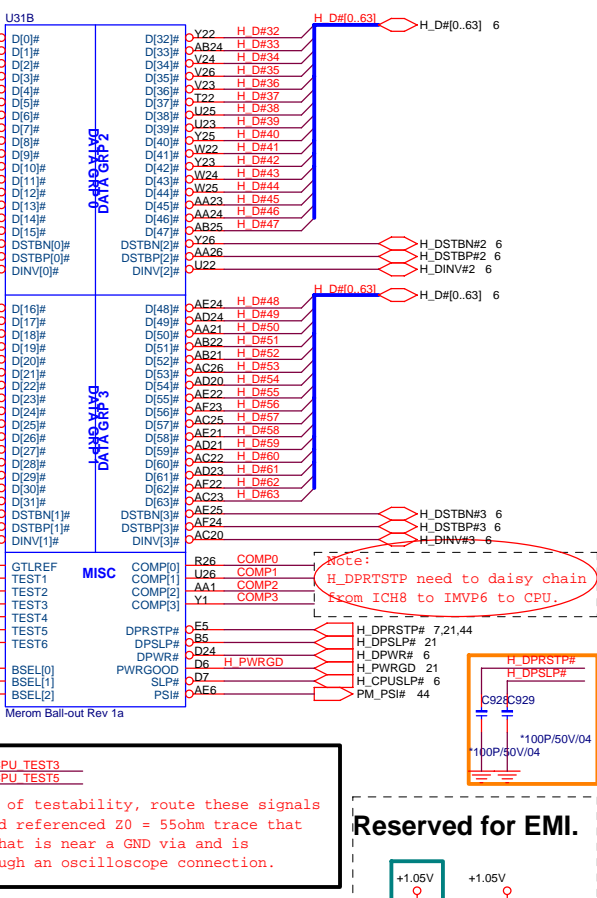 U31B
D[0]# D[32]# Y22 H_D#32
D[1]# D[33]# AB24 H_D#33
D[2]# D[34]# V24 H_D#34
D[3]# D[35]# V26 H_D#35
D[4]# D[36]# V23 H_D#36
D[5]# D[37]# T22 H_D#37
D[6]# D[38]# U25 H_D#38
D[7]# D[39]# U23 H_D#39
D[8]# D[40]# Y25 H_D#40
D[9]# D[41]# W22 H_D#41
D[10]# D[42]# Y23 H_D#42
D[11]# D[43]# W24 H_D#43
D[12]# D[44]# W25 H_D#44
D[13]# D[45]# AA23 H_D#45
D[14]# D[46]# AA24 H_D#46
D[15]# D[47]# AB25 H_D#47
DSTBN[0]# DSTBN[2]# Y26 H_DSTBN#2 6
DSTBP[0]# DSTBP[2]# AA26 H_DSTBP#2 6
DINV[0]# DINV[2]# U22 H_DINV#2 6
DATA GRP 0
DATA GRP 2
H_D#[0..63] H_D#[0..63] 6
D[16]# D[48]# AE24 H_D#48
D[17]# D[49]# AD24 H_D#49
D[18]# D[50]# AA21 H_D#50
D[19]# D[51]# AB22 H_D#51
D[20]# D[52]# AB21 H_D#52
D[21]# D[53]# AC26 H_D#53
D[22]# D[54]# AD20 H_D#54
D[23]# D[55]# AE22 H_D#55
D[24]# D[56]# AF23 H_D#56
D[25]# D[57]# AC25 H_D#57
D[26]# D[58]# AE21 H_D#58
D[27]# D[59]# AD21 H_D#59
D[28]# D[60]# AC22 H_D#60
D[29]# D[61]# AD23 H_D#61
D[30]# D[62]# AF22 H_D#62
D[31]# D[63]# AC23 H_D#63
DSTBN[1]# DSTBN[3]# AE25 H_DSTBN#3 6
DSTBP[1]# DSTBP[3]# AF24 H_DSTBP#3 6
DINV[1]# DINV[3]# AC20 H_DINV#3 6
DATA GRP 1
DATA GRP 3
H_D#[0..63] H_D#[0..63] 6
GTLREF MISC COMP[0] R26 COMP0
TEST1 COMP[1] U26 COMP1
TEST2 COMP[2] AA1 COMP2
TEST3 COMP[3] Y1 COMP3
TEST4
TEST5 DPRSTP# E5 H_DPRSTP# 7,21,44
TEST6 DPSLP# B5 H_DPSLP# 21
DPWR# D24 H_DPWR# 6
BSEL[0] PWRGOOD D6 H_PWRGD H_PWRGD 21
BSEL[1] SLP# D7 H_CPUSLP# 6
BSEL[2] PSI# AE6 PM_PSI# 44
Merom Ball-out Rev 1a
Note:
H_DPRTSTP need to daisy chain
from ICH8 to IMVP6 to CPU.
H_DPRSTP#
H_DPSLP#
C928 C929
*100P/50V/04
*100P/50V/04
PU_TEST3
PU_TEST5
of testability, route these signals
d referenced Z0 = 55ohm trace that
hat is near a GND via and is
ugh an oscilloscope connection.
Reserved for EMI.
+1.05V +1.05V